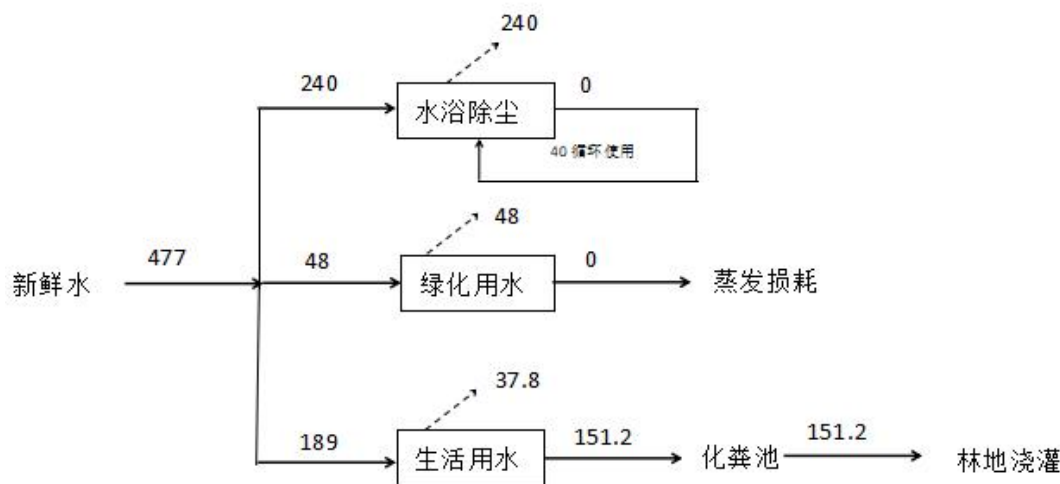 240
240
水浴除尘
0
40循环使用
48
477
48
0
新鲜水
绿化用水
蒸发损耗
37.8
189
151.2
151.2
生活用水
化粪池
林地浇灌